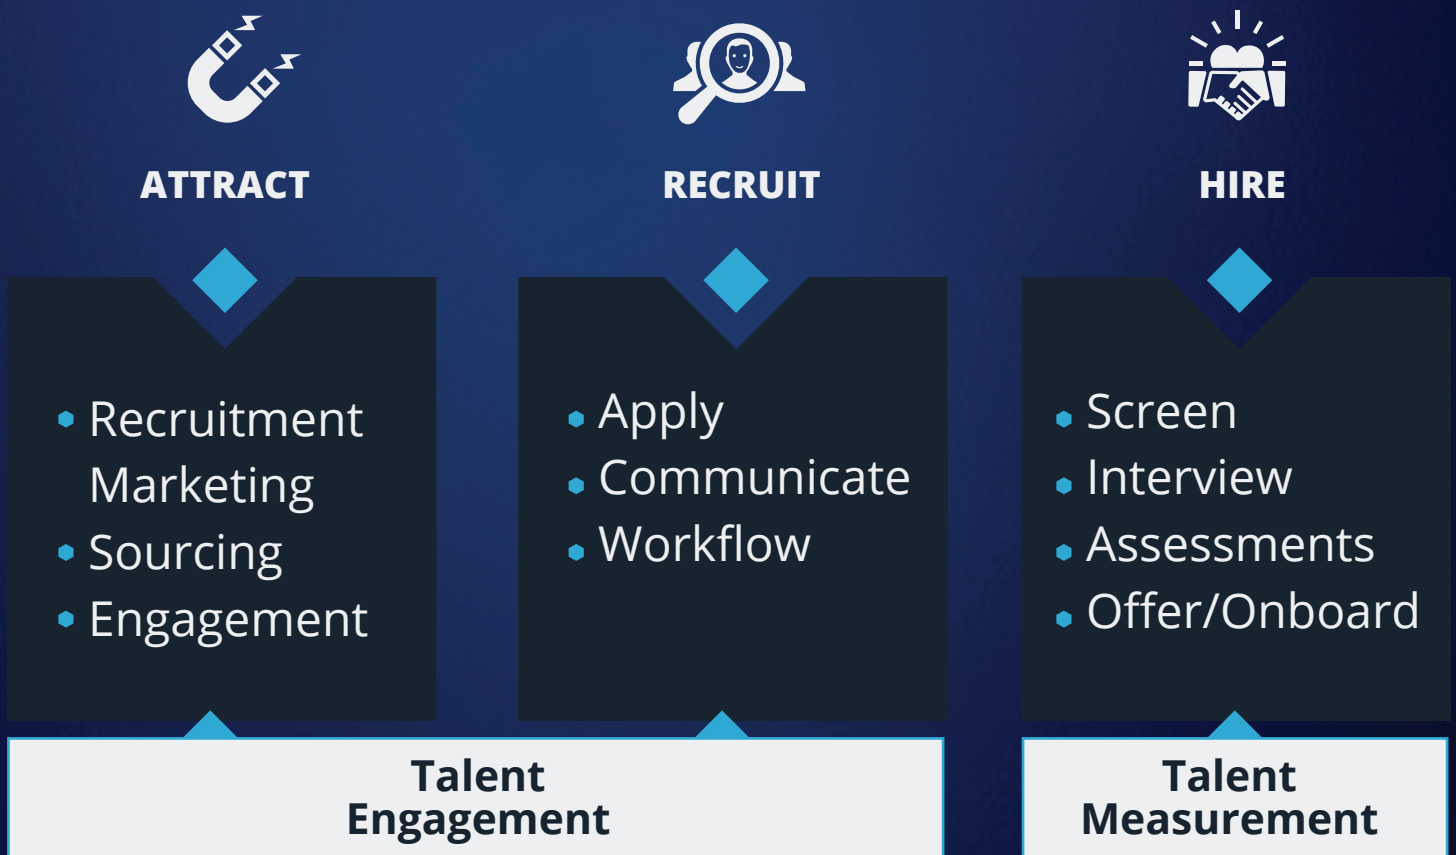 ATTRACT
RECRUIT
HIRE
Recruitment
Marketing
Sourcing
Engagement
Apply
Communicate
Workflow
Screen
Interview
Assessments
Offer/Onboard
Talent
Engagement
Talent
Measurement